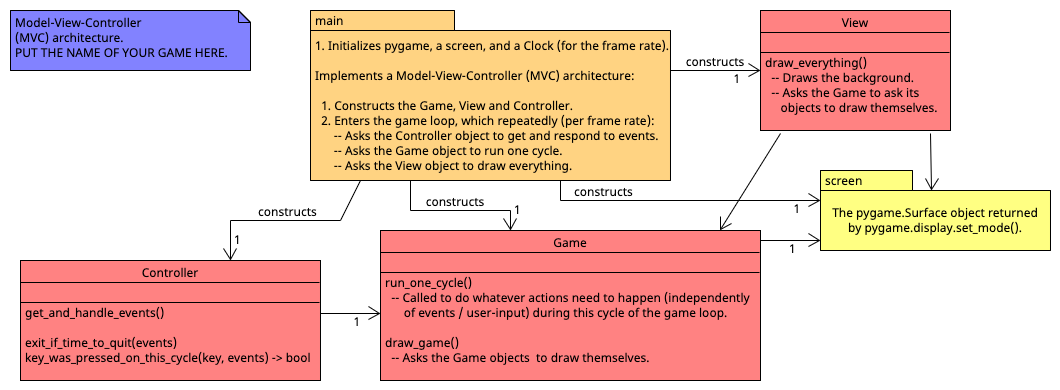 Model-View-Controller
(MVC) architecture.
PUT THE NAME OF YOUR GAME HERE.
main
1. Initializes pygame, a screen, and a Clock (for the frame rate).
Implements a Model-View-Controller (MVC) architecture:
1. Constructs the Game, View and Controller.
2. Enters the game loop, which repeatedly (per frame rate):
-- Asks the Controller object to get and respond to events.
-- Asks the Game object to run one cycle.
-- Asks the View object to draw everything.
constructs
1
View
draw_everything()
-- Draws the background.
-- Asks the Game to ask its
objects to draw themselves.
constructs
1
screen
The pygame.Surface object returned
by pygame.display.set_mode().
constructs
1
constructs
1
Controller
get_and_handle_events()
exit_if_time_to_quit(events)
key_was_pressed_on_this_cycle(key, events) -> bool
1
Game
run_one_cycle()
-- Called to do whatever actions need to happen (independently
of events / user-input) during this cycle of the game loop.
draw_game()
-- Asks the Game objects  to draw themselves.
1